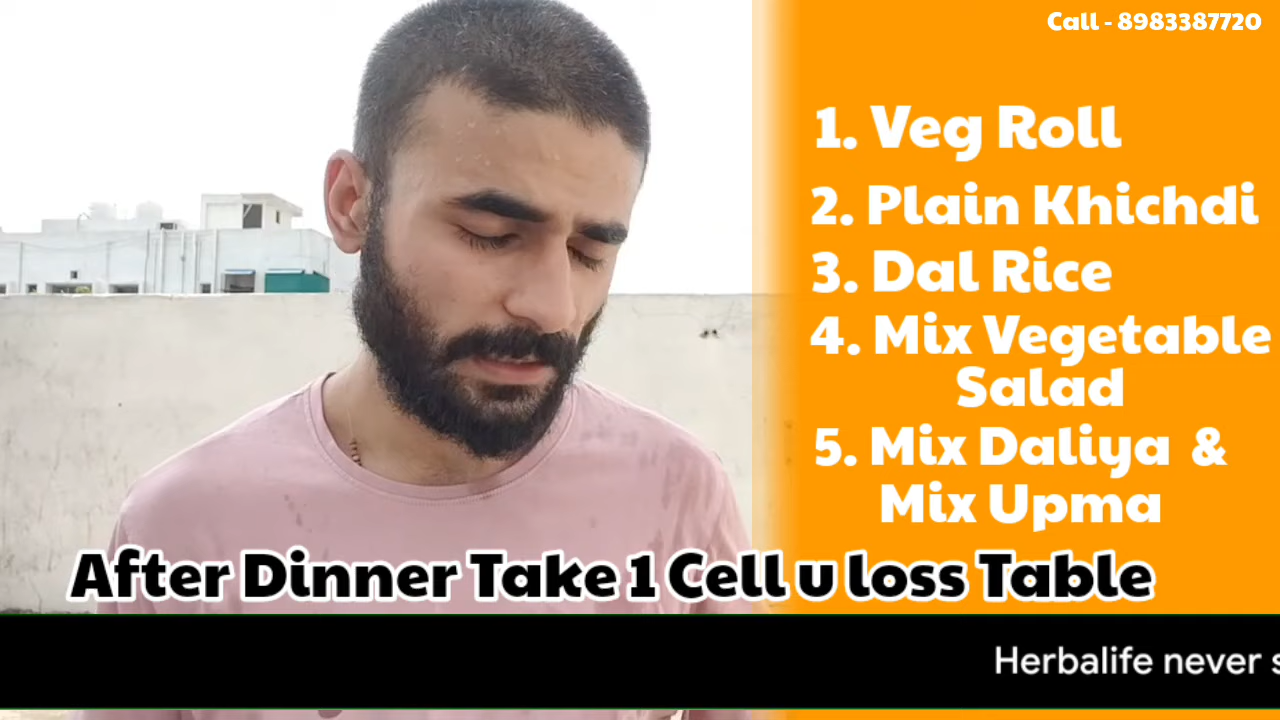 Call - 8983387720
1. Veg Roll
2. Plain Khichdi
3. Dal Rice
4. Mix Vegetable
Salad
5. Mix Daliya &
Mix Upma
After Dinner Take 1 Cell u loss Table
Herbalife never